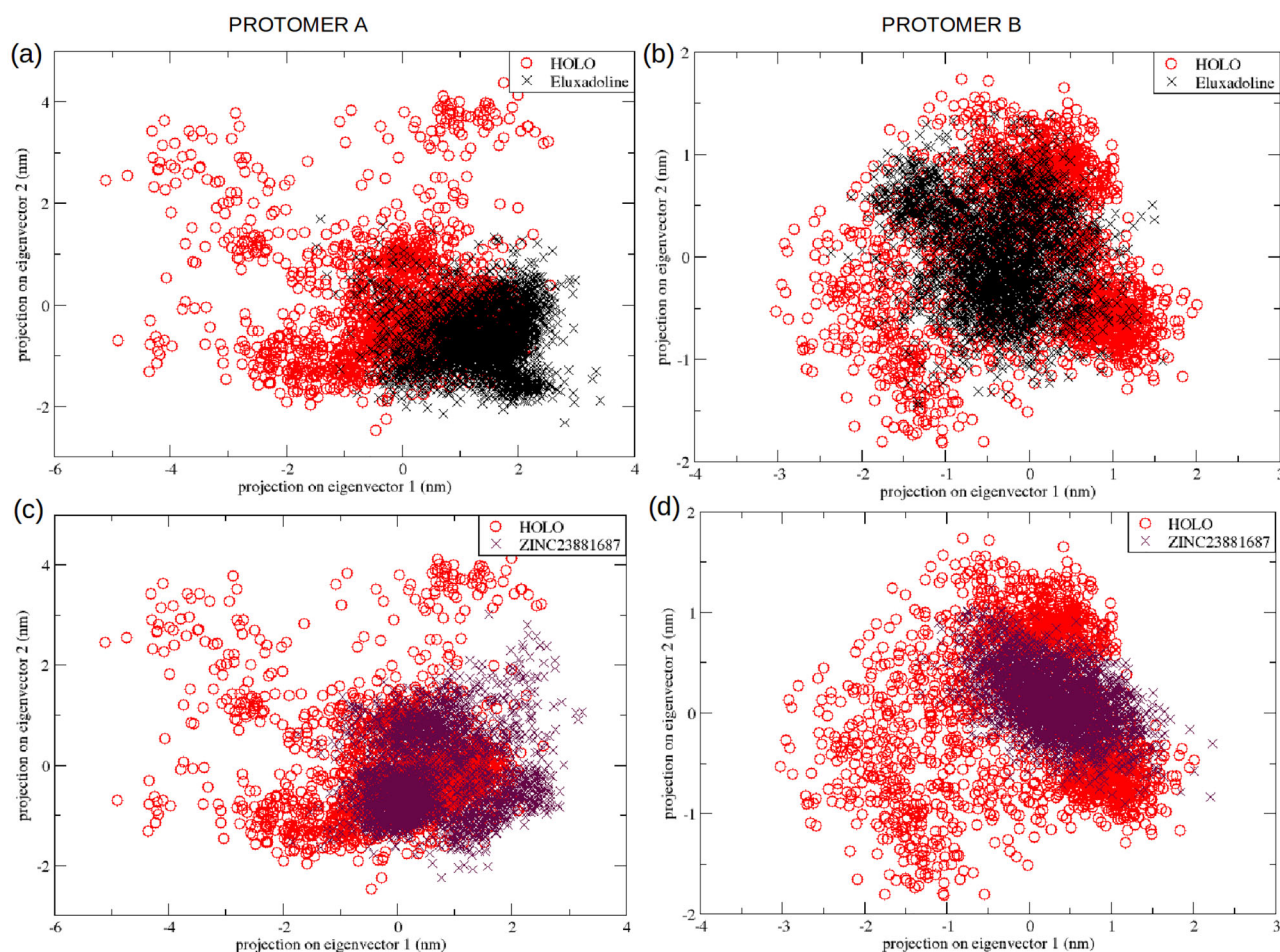 PROTOMER A
PROTOMER B
(a)
HOLO
Eluxadoline
4
2
0
-2
-6
-4
-2
0
2
4
projection on eigenvector 2 (nm)
projection on eigenvector 1 (nm)
(b)
HOLO
Eluxadoline
2
1
0
-1
-2
-4
-3
-2
-1
0
1
2
3
projection on eigenvector 2 (nm)
projection on eigenvector 1 (nm)
(c)
HOLO
ZINC23881687
4
2
0
-2
-6
-4
-2
0
2
4
projection on eigenvector 2 (nm)
projection on eigenvector 1 (nm)
(d)
HOLO
ZINC23881687
2
1
0
-1
-2
-4
-3
-2
-1
0
1
2
3
projection on eigenvector 2 (nm)
projection on eigenvector 1 (nm)